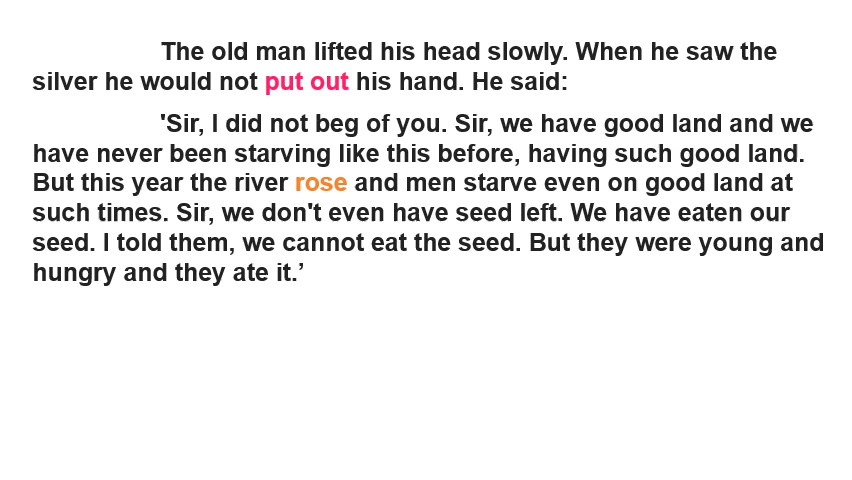 The old man lifted his head slowly. When he saw the
silver he would not put out his hand. He said:
'Sir, I did not beg of you. Sir, we have good land and we
have never been starving like this before, having such good land.
But this year the river rose and men starve even on good land at
such times. Sir, we don't even have seed left. We have eaten our
seed. I told them, we cannot eat the seed. But they were young and
hungry and they ate it.’